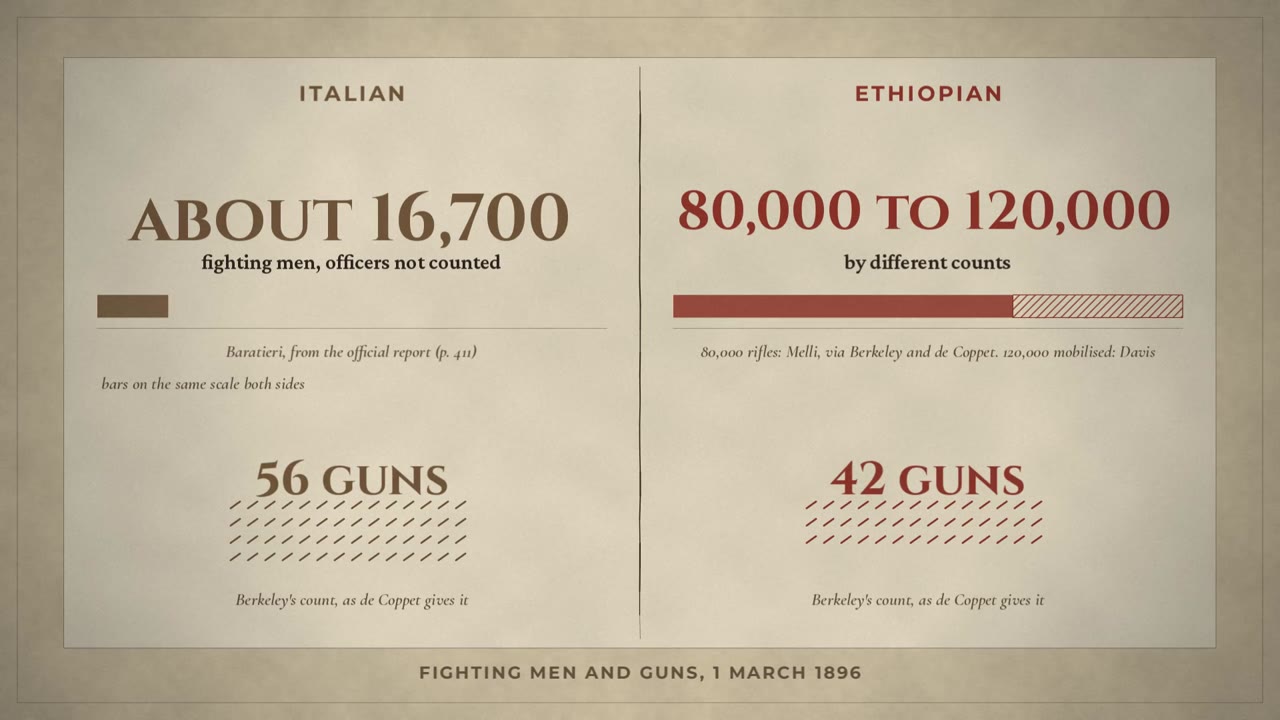 ITALIAN
ABOUT 16,700
fighting men, officers not counted
Baratieri, from the official report (p. 411)
bars on the same scale both sides
56 GUNS
Berkeley's count, as de Coppet gives it
ETHIOPIAN
80,000 TO 120,000
by different counts
80,000 rifles: Melli, via Berkeley and de Coppet. 120,000 mobilised: Davis
42 GUNS
Berkeley's count, as de Coppet gives it
FIGHTING MEN AND GUNS, 1 MARCH 1896